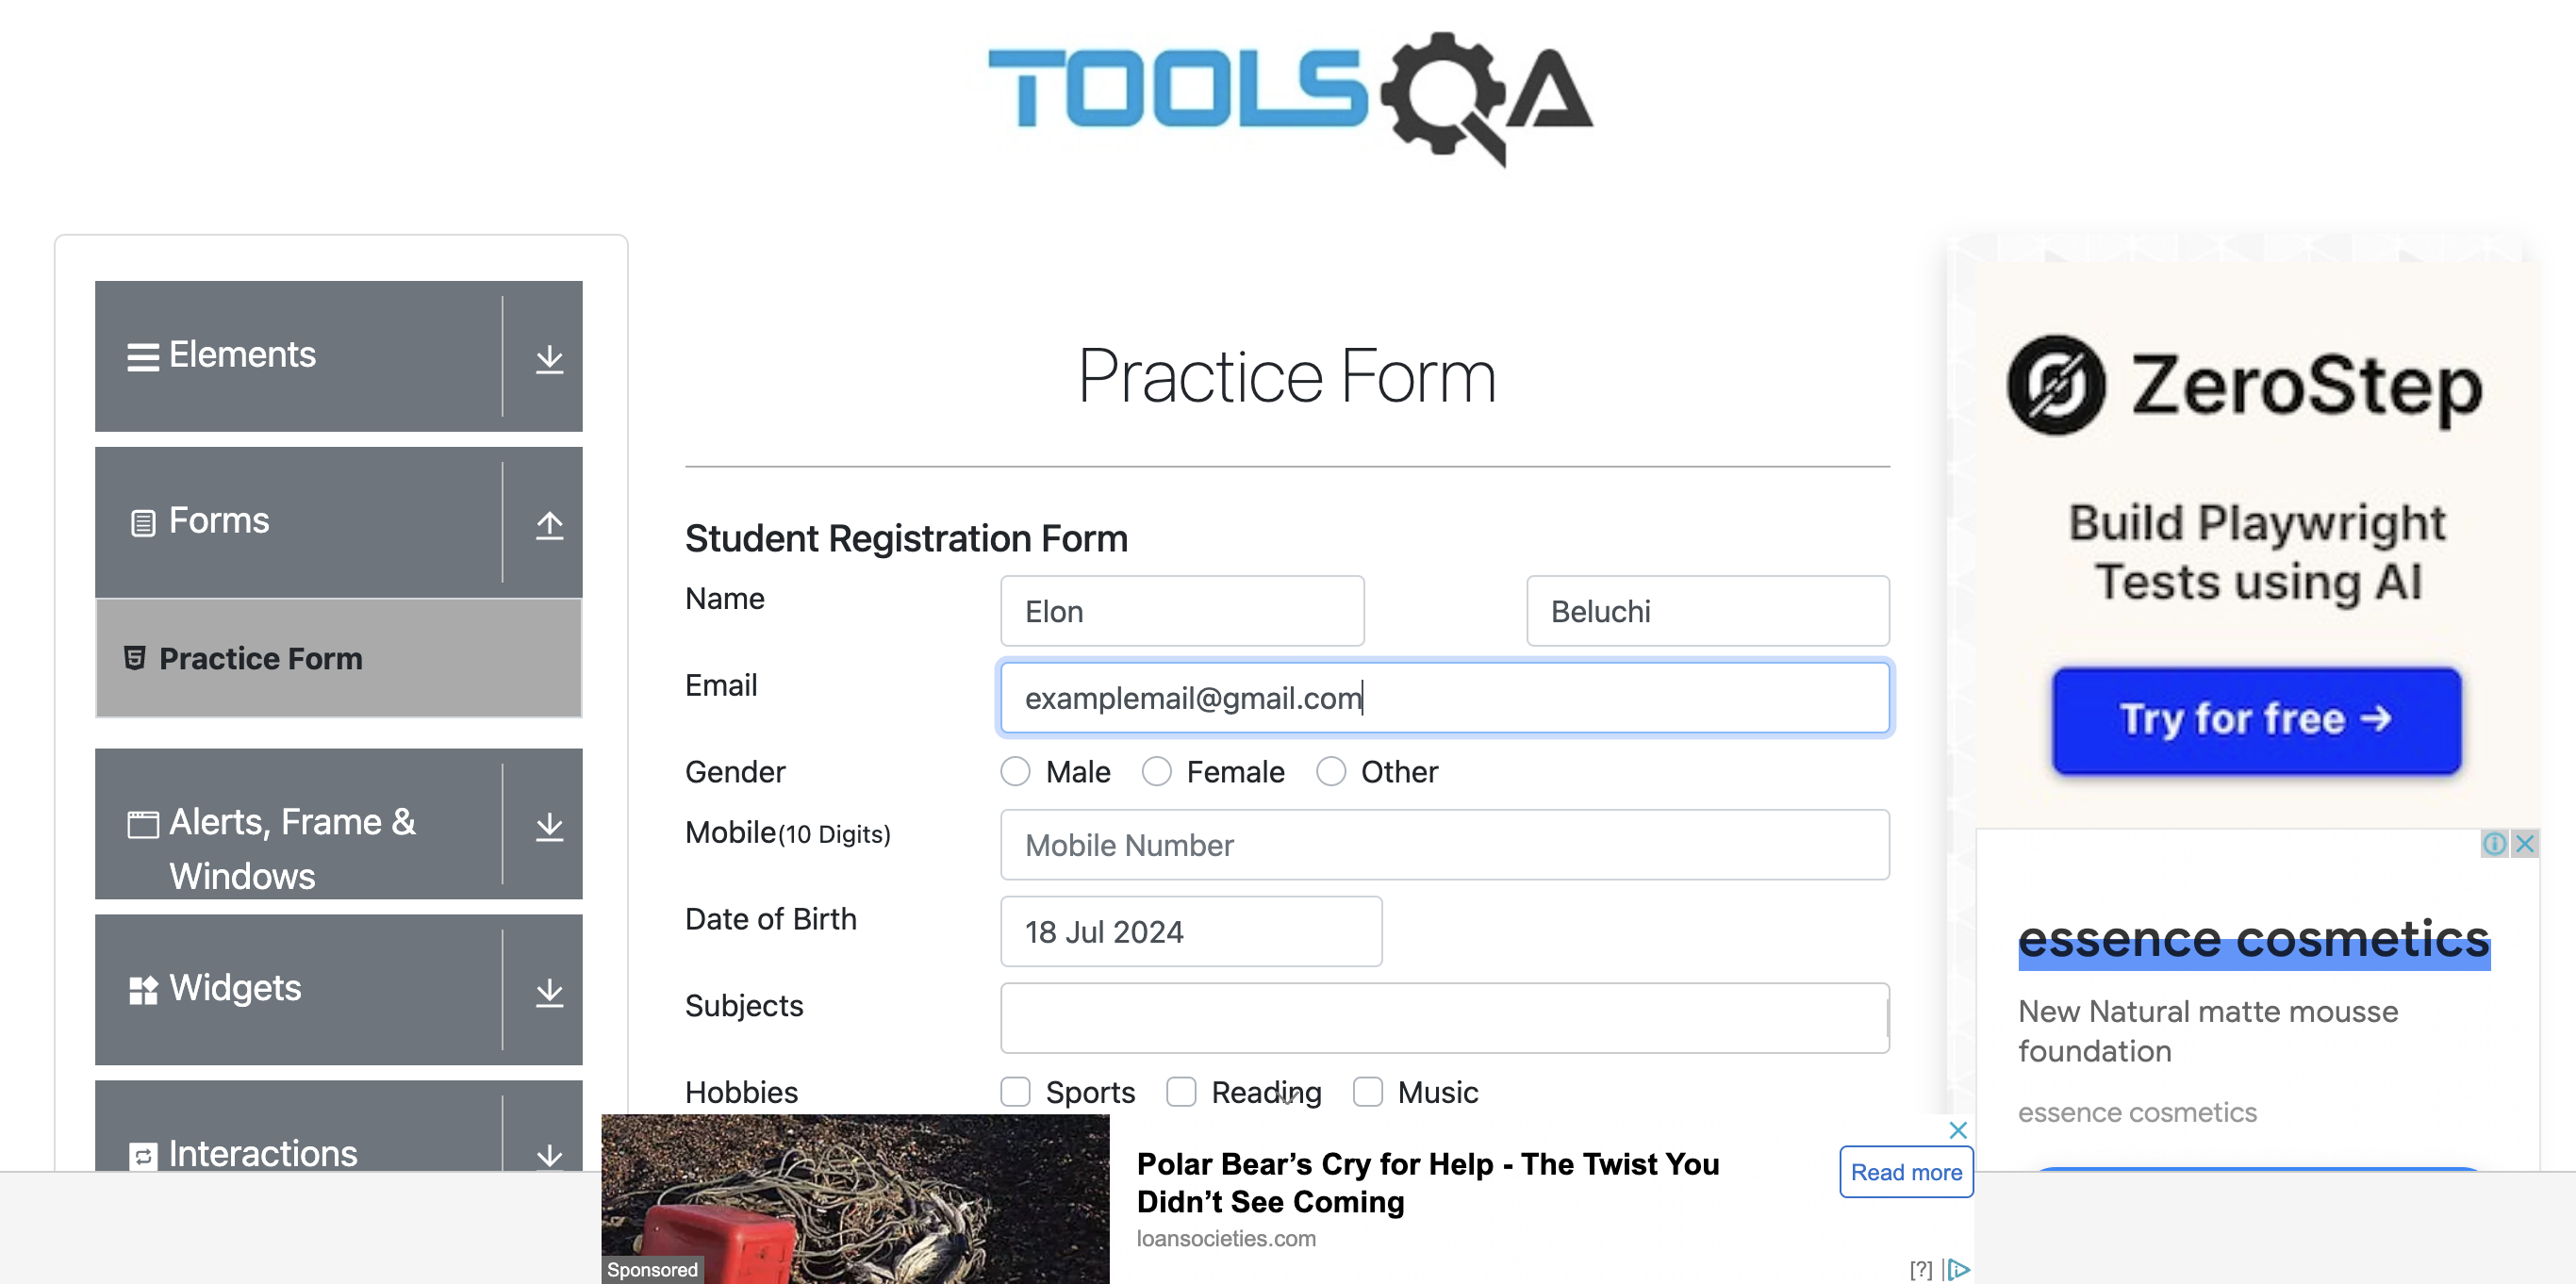 TOOLSQA
Elements
Forms
Practice Form
Alerts, Frame &
Windows
Widgets
Interactions
Practice Form
Student Registration Form
Name
Elon
Beluchi
Email
examplemail@gmail.com
Gender
Male
Female
Other
Mobile(10 Digits)
Mobile Number
Date of Birth
18 Jul 2024
Subjects
Hobbies
Sports
Reading
Music
ZeroStep
Build Playwright
Tests using AI
Try for free →
essence cosmetics
New Natural matte mousse
foundation
essence cosmetics
Sponsored
Polar Bear’s Cry for Help - The Twist You
Didn’t See Coming
loansocieties.com
Read more
[?]